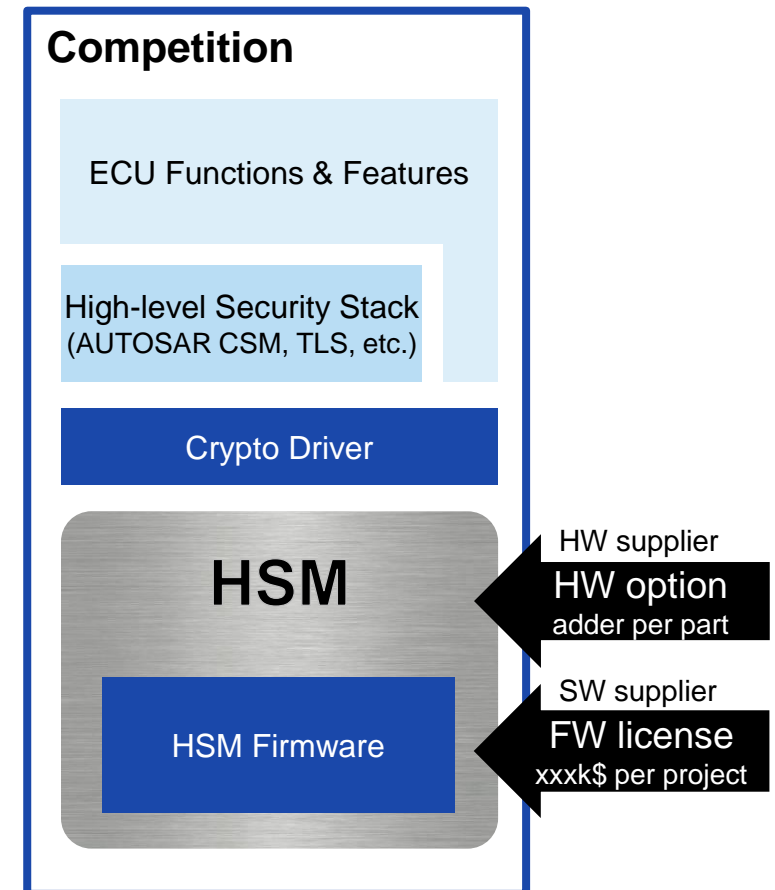 Competition
ECU Functions & Features
High-level Security Stack
(AUTOSAR CSM, TLS, etc.)
Crypto Driver
HSM
HW supplier
HW option
adder per part
SW supplier
FW license
xxxk$ per project
HSM Firmware